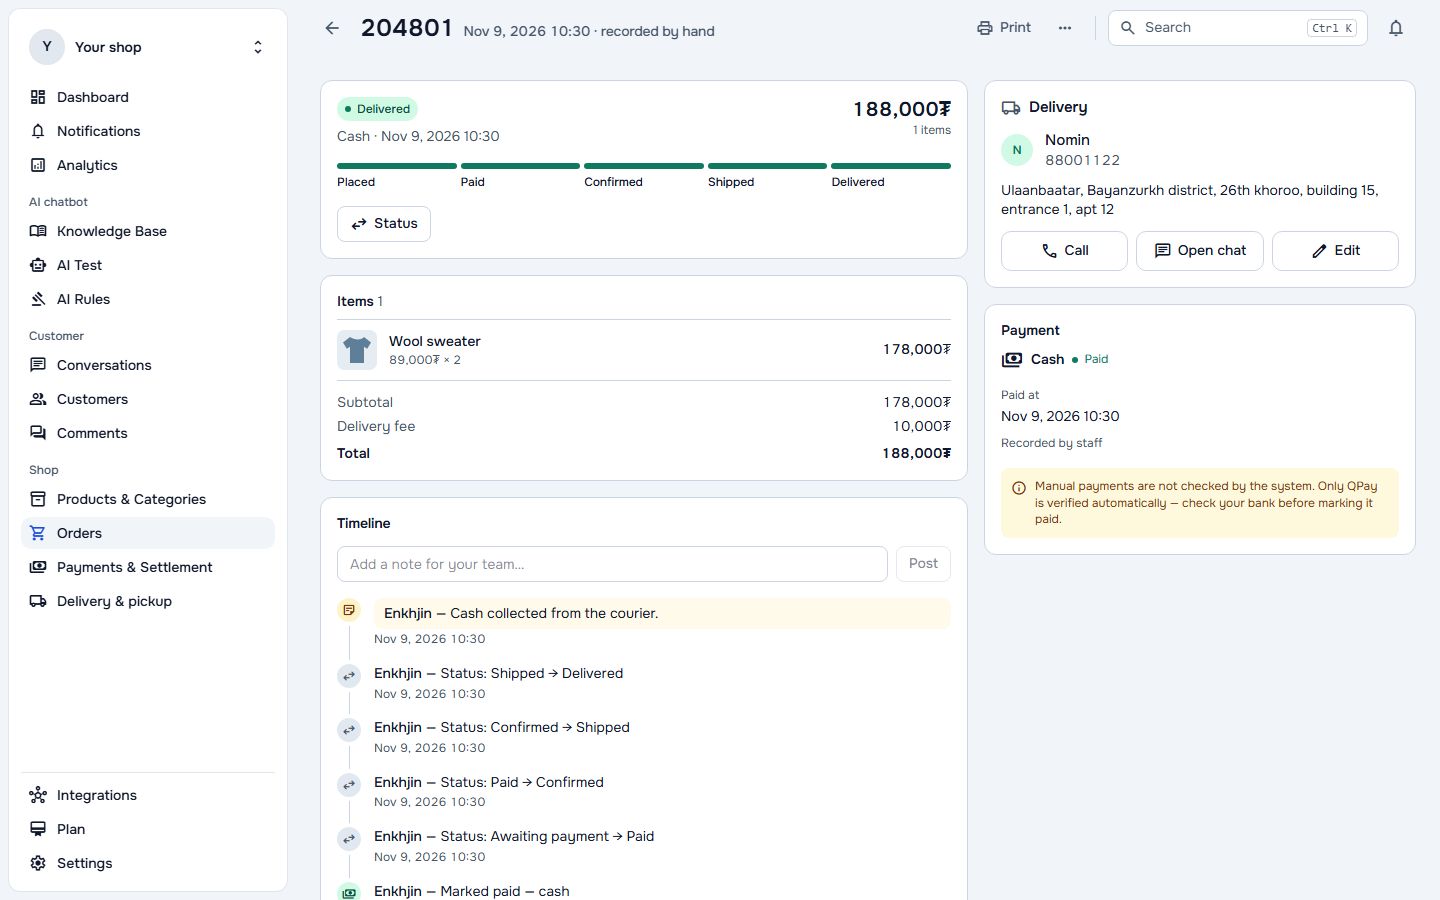 Y Your shop
Dashboard
Notifications
Analytics
AI chatbot
Knowledge Base
AI Test
AI Rules
Customer
Conversations
Customers
Comments
Shop
Products & Categories
Orders
Payments & Settlement
Delivery & pickup
Integrations
Plan
Settings
204801 Nov 9, 2026 10:30 · recorded by hand
Print
Search Ctrl K
Delivered
188,000₮
Cash · Nov 9, 2026 10:30
1 items
Placed Paid Confirmed Shipped Delivered
Status
Items 1
Wool sweater
89,000₮ × 2
178,000₮
Subtotal 178,000₮
Delivery fee 10,000₮
Total 188,000₮
Timeline
Add a note for your team...
Post
Enkhjin — Cash collected from the courier.
Nov 9, 2026 10:30
Enkhjin — Status: Shipped → Delivered
Nov 9, 2026 10:30
Enkhjin — Status: Confirmed → Shipped
Nov 9, 2026 10:30
Enkhjin — Status: Paid → Confirmed
Nov 9, 2026 10:30
Enkhjin — Status: Awaiting payment → Paid
Nov 9, 2026 10:30
Enkhjin — Marked paid — cash
Delivery
N Nomin
88001122
Ulaanbaatar, Bayanzurkh district, 26th khoroo, building 15,
entrance 1, apt 12
Call
Open chat
Edit
Payment
Cash Paid
Paid at
Nov 9, 2026 10:30
Recorded by staff
Manual payments are not checked by the system. Only QPay
is verified automatically — check your bank before marking it
paid.